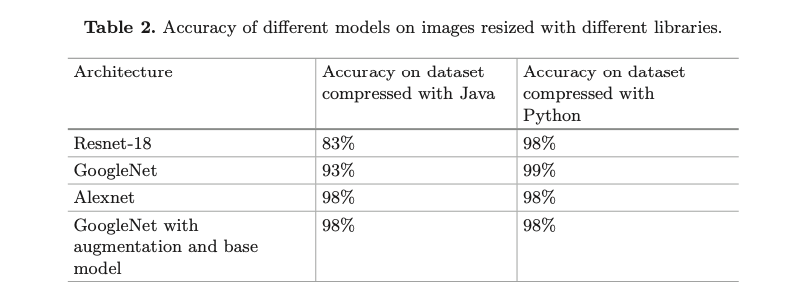 Table 2. Accuracy of different models on images resized with different libraries.
Architecture
Accuracy on dataset
compressed with Java
Accuracy on dataset
compressed with
Python
Resnet-18
83%
98%
GoogleNet
93%
99%
Alexnet
98%
98%
GoogleNet with
augmentation and base
model
98%
98%